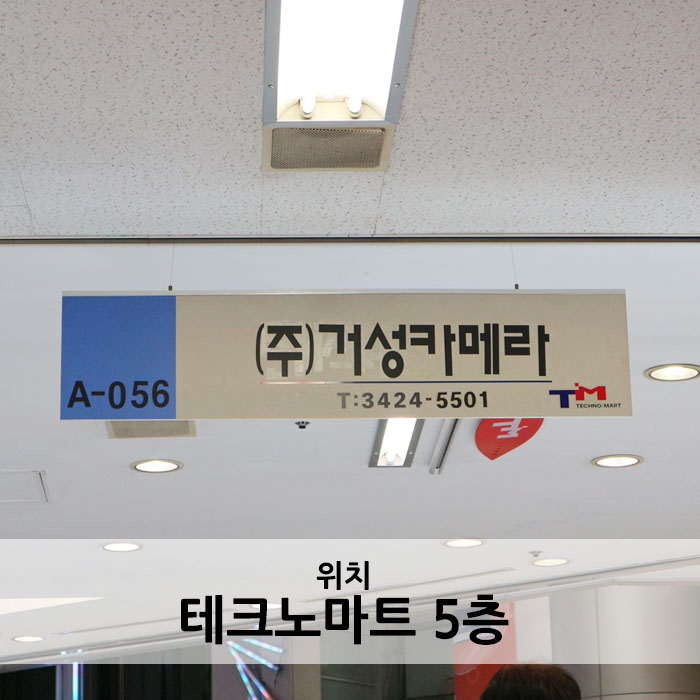 (주)거성카메라
A-056
T:3424-5501
TM
TECHNO-MART
위치
테크노마트 5층